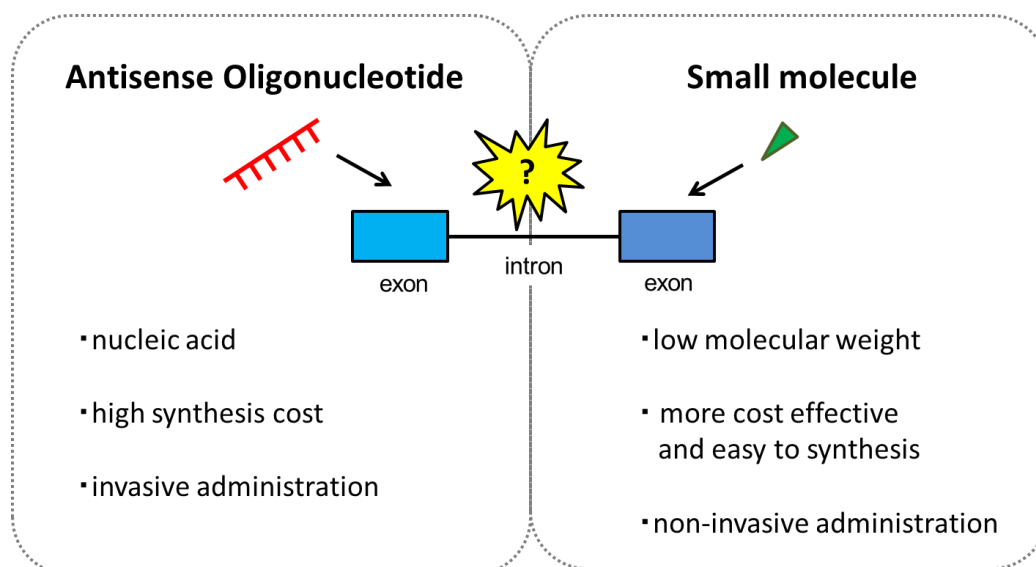 Antisense Oligonucleotide
Small molecule
?
exon
intron
exon
・nucleic acid
・high synthesis cost
・invasive administration
・low molecular weight
・ more cost effective
and easy to synthesis
・non-invasive administration